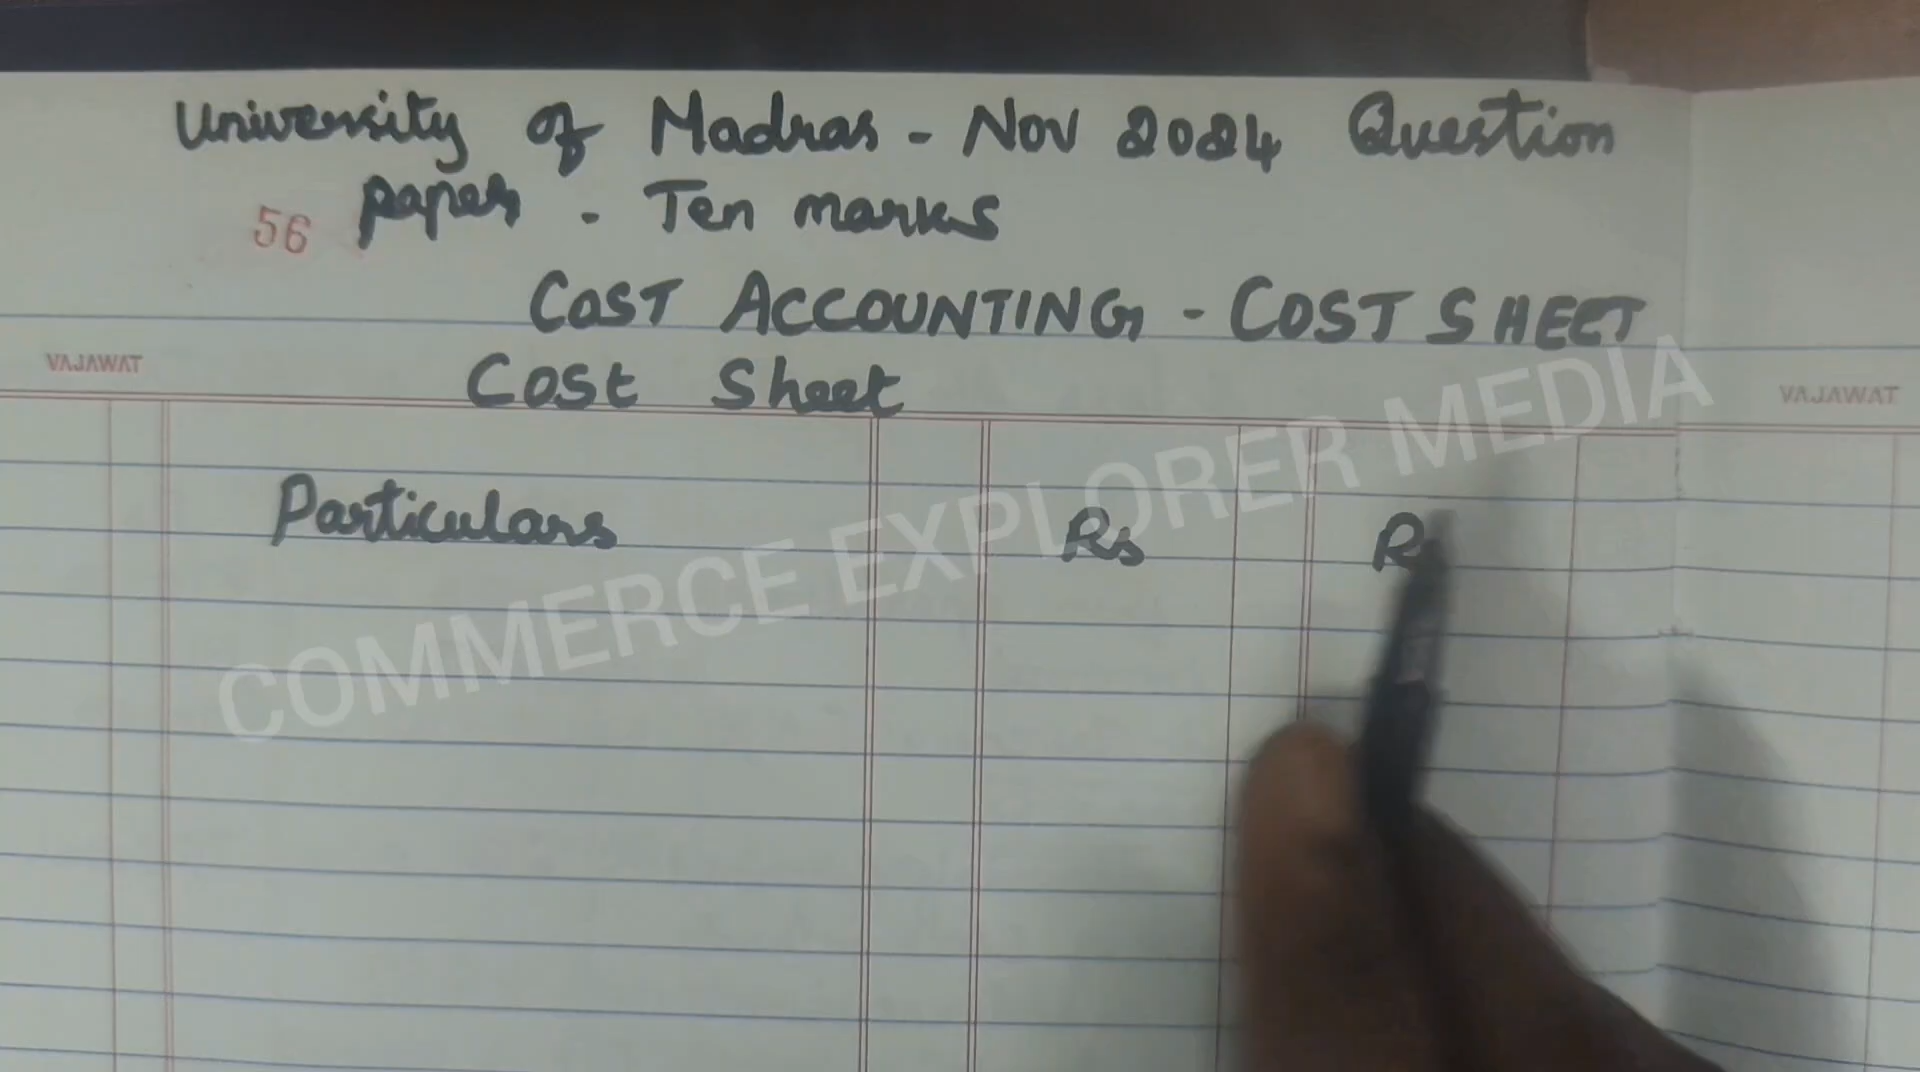 University of Madras - Nov 2024 Question
56 paper - Ten marks
COST ACCOUNTING - COST SHEET
VAJAWAT
Cost Sheet
VAJAWAT
Particulars Rs R
COMMERCE EXPLORER MEDIA